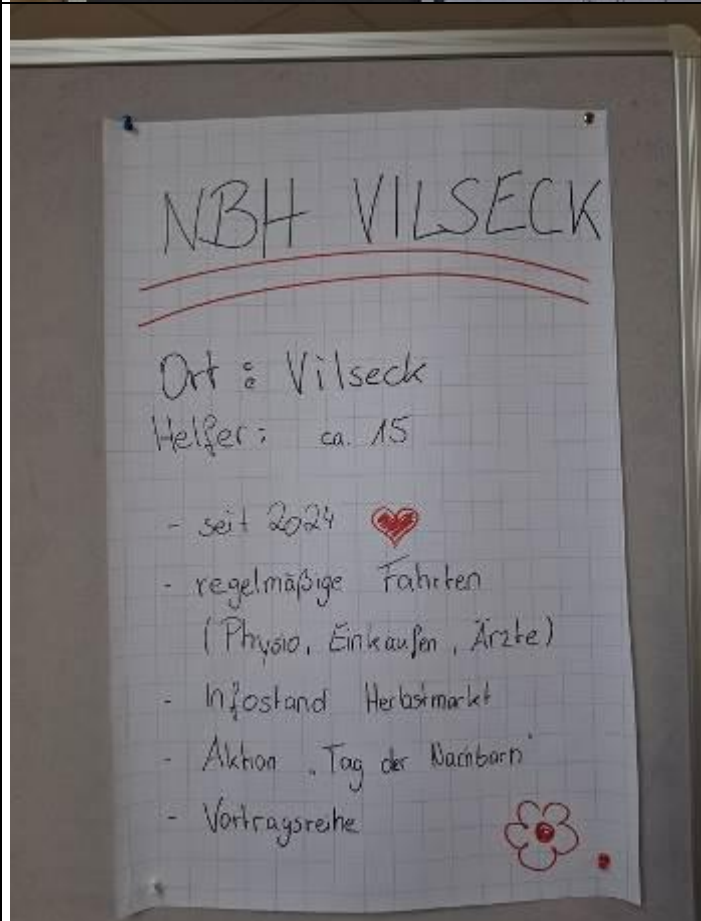 NBH VILSECK
Ort: Vilseck
Helfer: ca. 15
- seit 2024
- regelmäßige Fahrten
(Physio, Einkaufen, Ärzte)
- Infostand Herbstmarkt
- Aktion „Tag der Nachbarn"
- Vortragsreihe